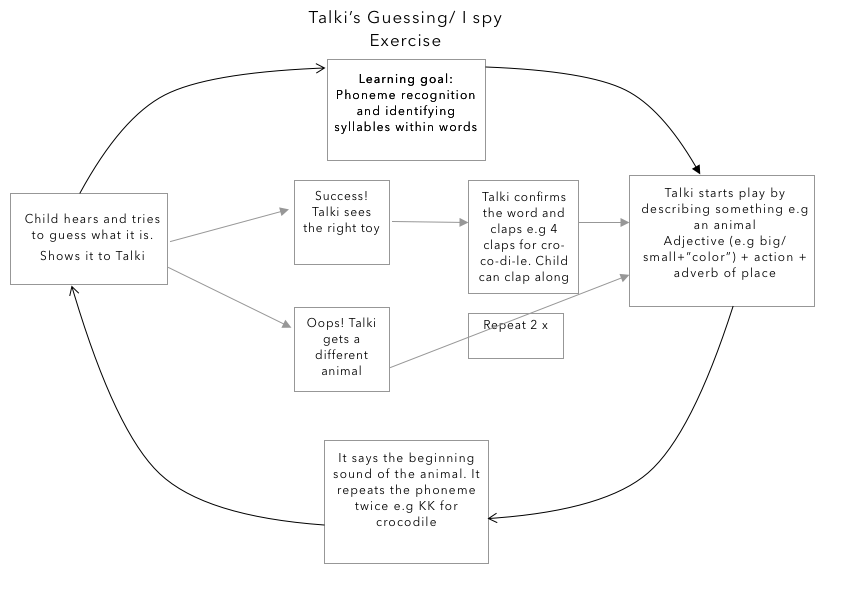 Talki's Guessing/ I spy
Exercise
Learning goal:
Phoneme recognition
and identifying
syllables within words
Child hears and tries
to guess what it is.
Shows it to Talki
Success!
Talki sees
the right toy
Talki confirms
the word and
claps e.g 4
claps for cro-
co-di-le. Child
can clap along
Talki starts play by
describing something e.g
an animal
Adjective (e.g big/
small+"color") + action +
adverb of place
Oops! Talki
gets a
different
animal
Repeat 2 x
It says the beginning
sound of the animal. It
repeats the phoneme
twice e.g KK for
crocodile